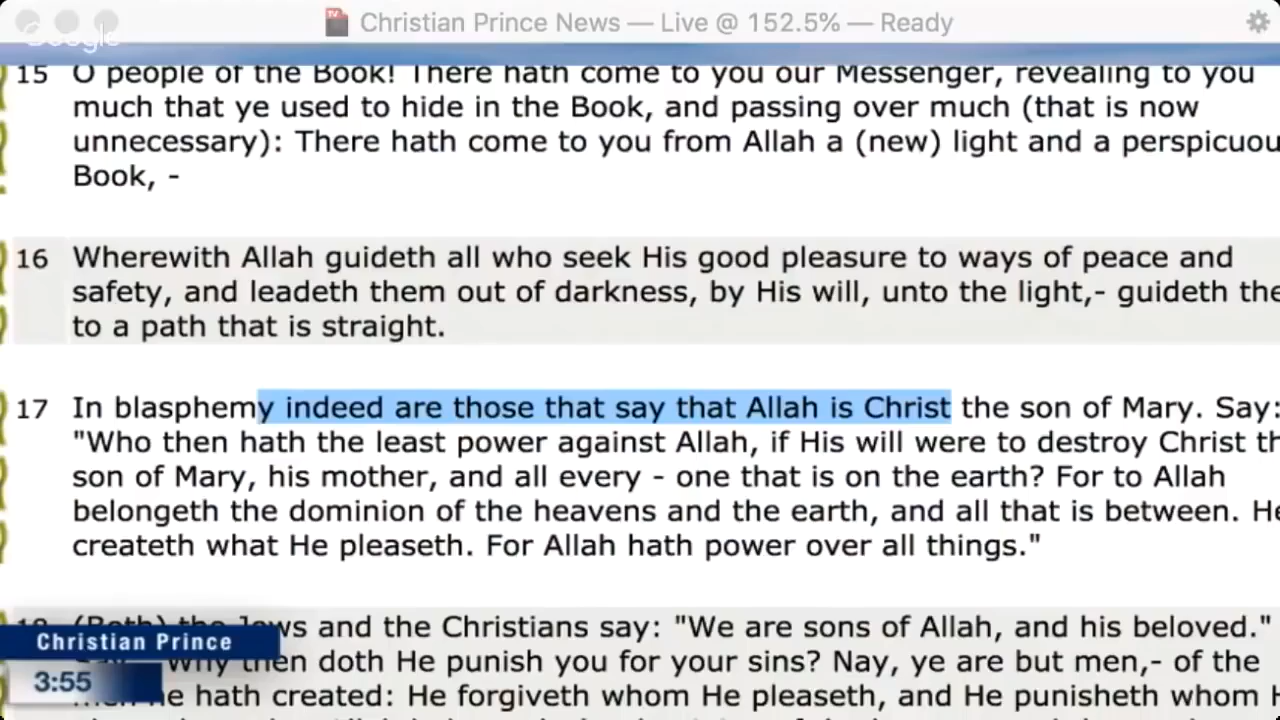 Christian Prince News — Live @ 152.5% — Ready
Google
15 O people of the Book! There hath come to you our Messenger, revealing to you
much that ye used to hide in the Book, and passing over much (that is now
unnecessary): There hath come to you from Allah a (new) light and a perspicuou
Book, -
16 Wherewith Allah guideth all who seek His good pleasure to ways of peace and
safety, and leadeth them out of darkness, by His will, unto the light,- guideth the
to a path that is straight.
17 In blasphemy indeed are those that say that Allah is Christ the son of Mary. Say:
"Who then hath the least power against Allah, if His will were to destroy Christ th
son of Mary, his mother, and all every - one that is on the earth? For to Allah
belongeth the dominion of the heavens and the earth, and all that is between. He
createth what He pleaseth. For Allah hath power over all things."
18 (Both) the Jews and the Christians say: "We are sons of Allah, and his beloved."
"Why then doth He punish you for your sins? Nay, ye are but men,- of the
he hath created: He forgiveth whom He pleaseth, and He punisheth whom H
Christian Prince
3:55